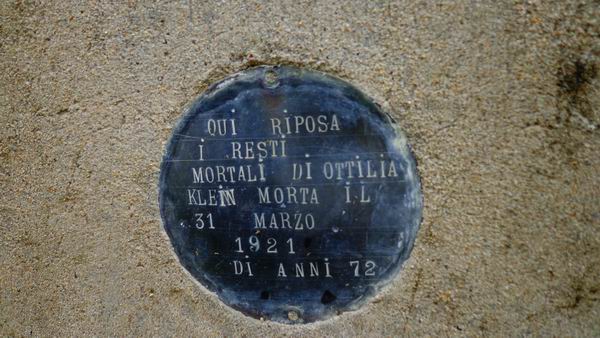 QUI RIPOSA
i RESTi
MORTALi Di OTTiLiA
KLEiN MORTA iL
31 MARZO
1921
Di ANNi 72